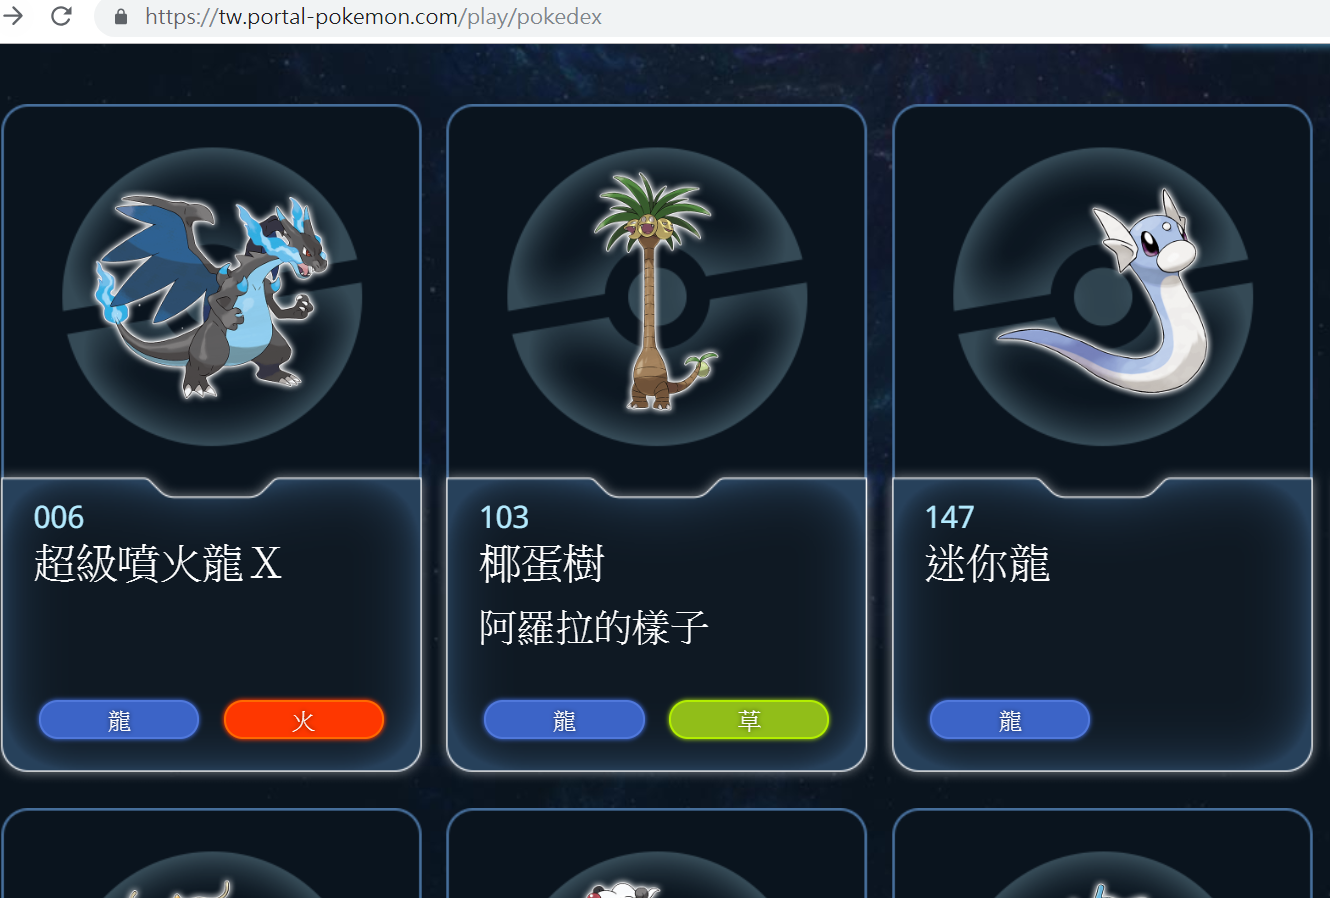 https://tw.portal-pokemon.com/play/pokedex
006
超級噴火龍Ｘ
龍
火
103
椰蛋樹
阿羅拉的樣子
龍
草
147
迷你龍
龍